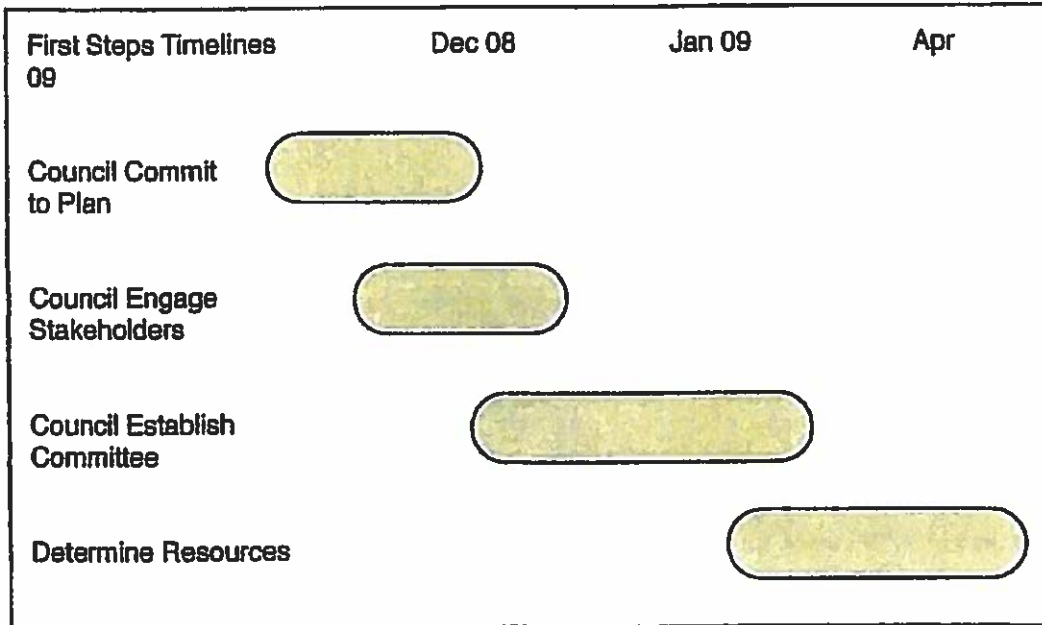 First Steps Timelines Dec 08 Jan 09 Apr
09
Council Commit
to Plan
Council Engage
Stakeholders
Council Establish
Committee
Determine Resources